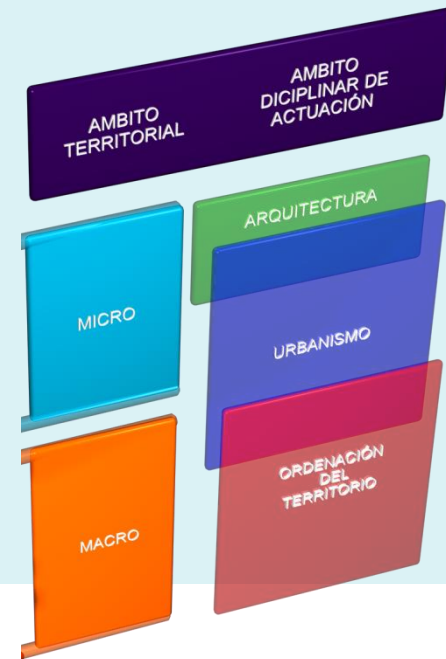 AMBITO
TERRITORIAL
AMBITO
DICIPLINAR DE
ACTUACIÓN
ARQUITECTURA
MICRO
URBANISMO
ORDENACIÓN
DEL
TERRITORIO
MACRO